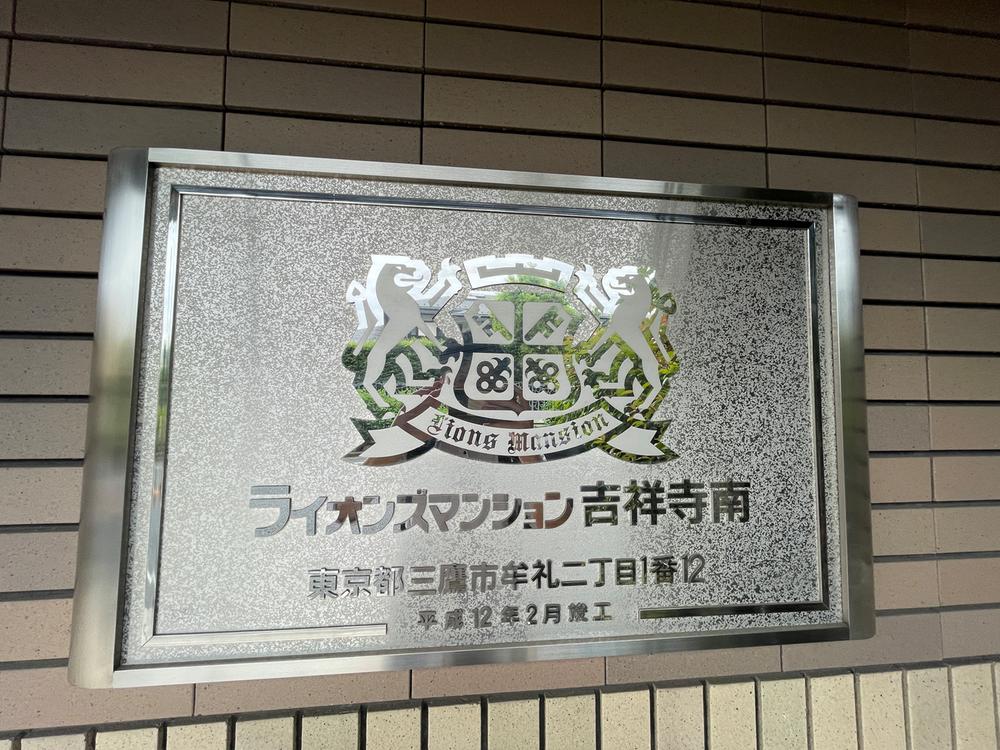 Lions Mansion
ライオンズマンション吉祥寺南
東京都三鷹市牟礼二丁目1番12
平成12年2月竣工